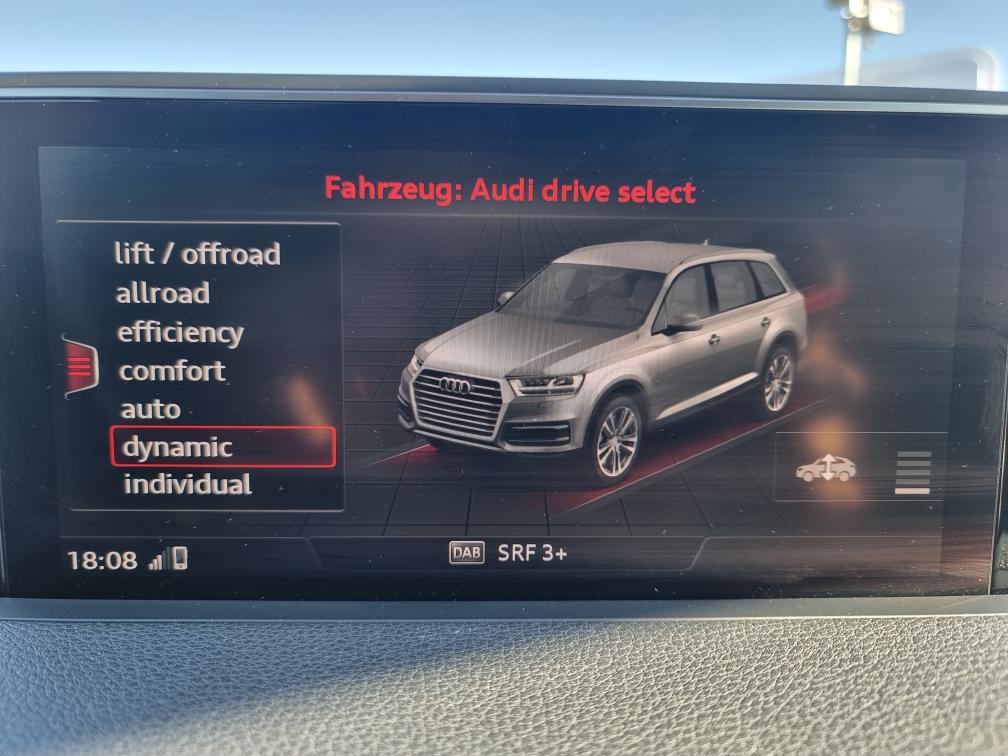 Fahrzeug: Audi drive select
lift / offroad
allroad
efficiency
comfort
auto
dynamic
individual
18:08
DAB SRF 3+